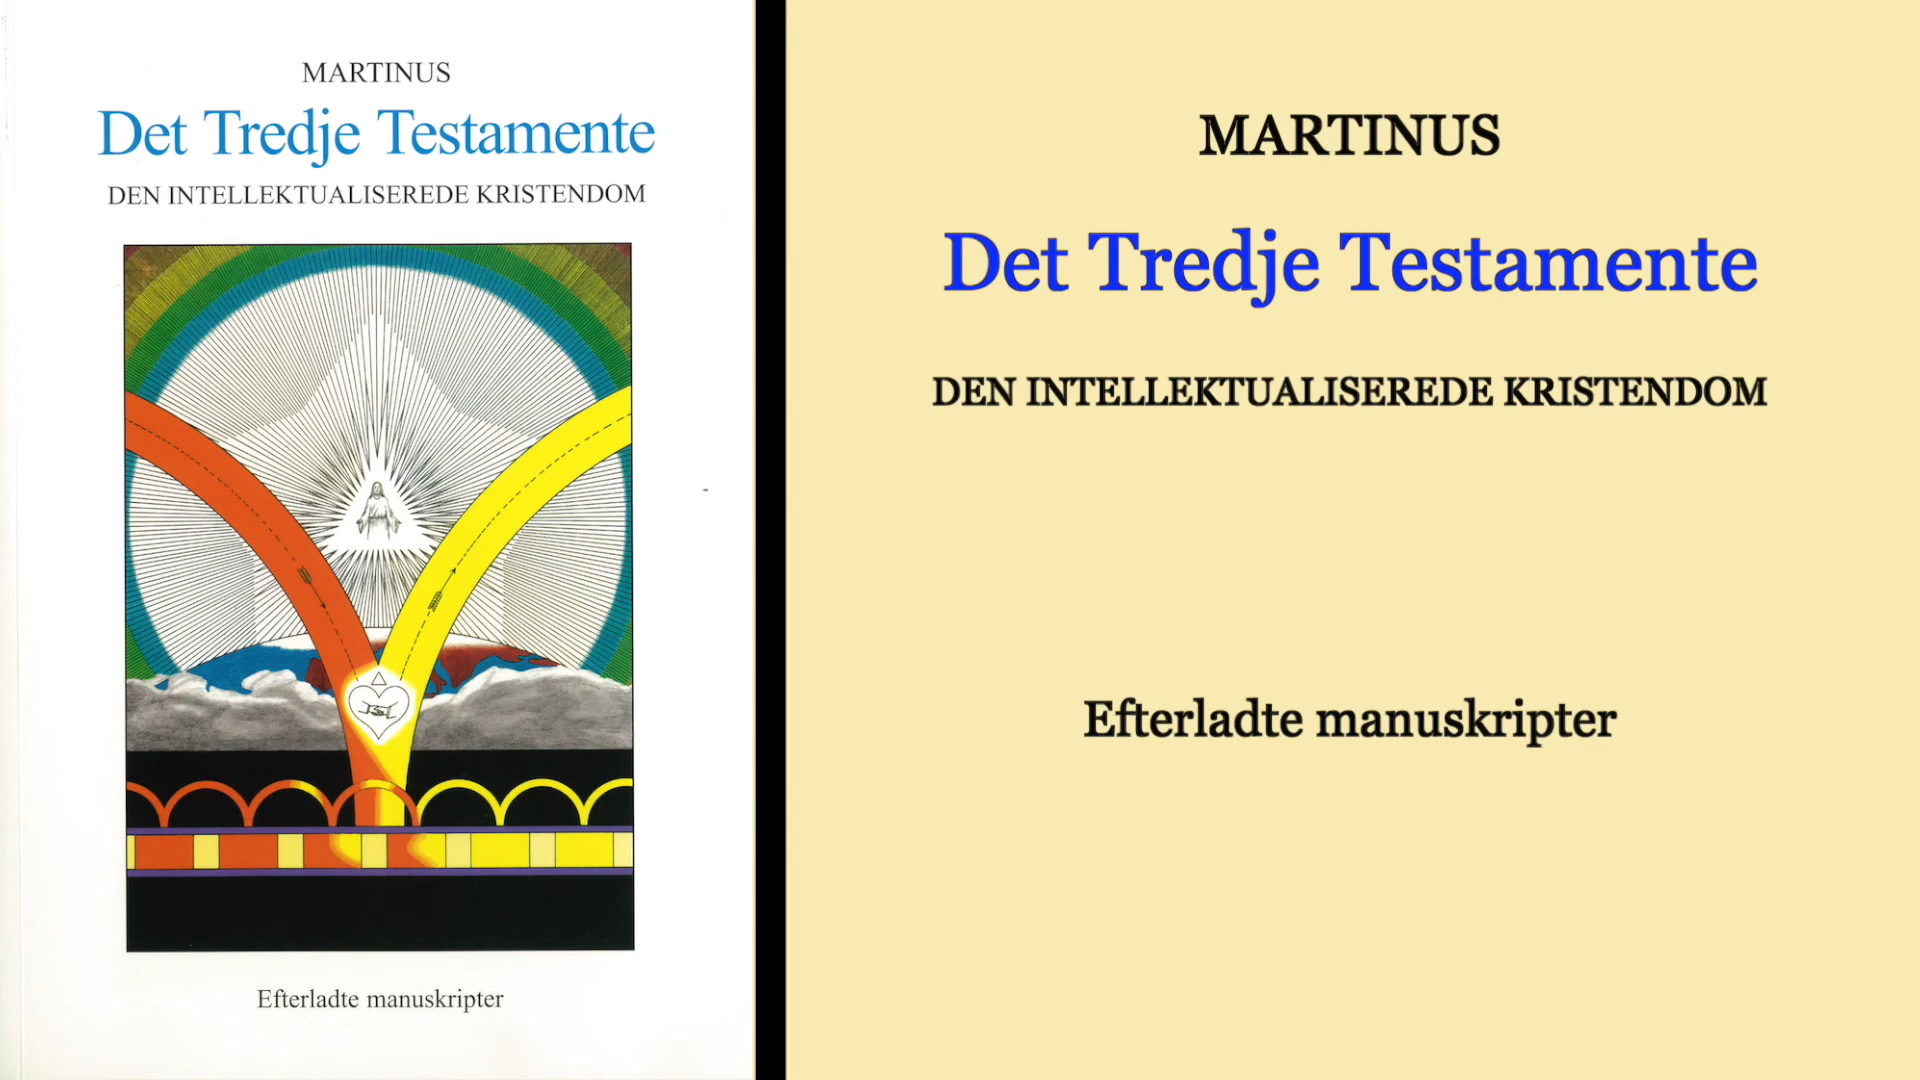 MARTINUS
Det Tredje Testamente
DEN INTELLEKTUALISEREDE KRISTENDOM
Efterladte manuskripter
MARTINUS
Det Tredje Testamente
DEN INTELLEKTUALISEREDE KRISTENDOM
Efterladte manuskripter